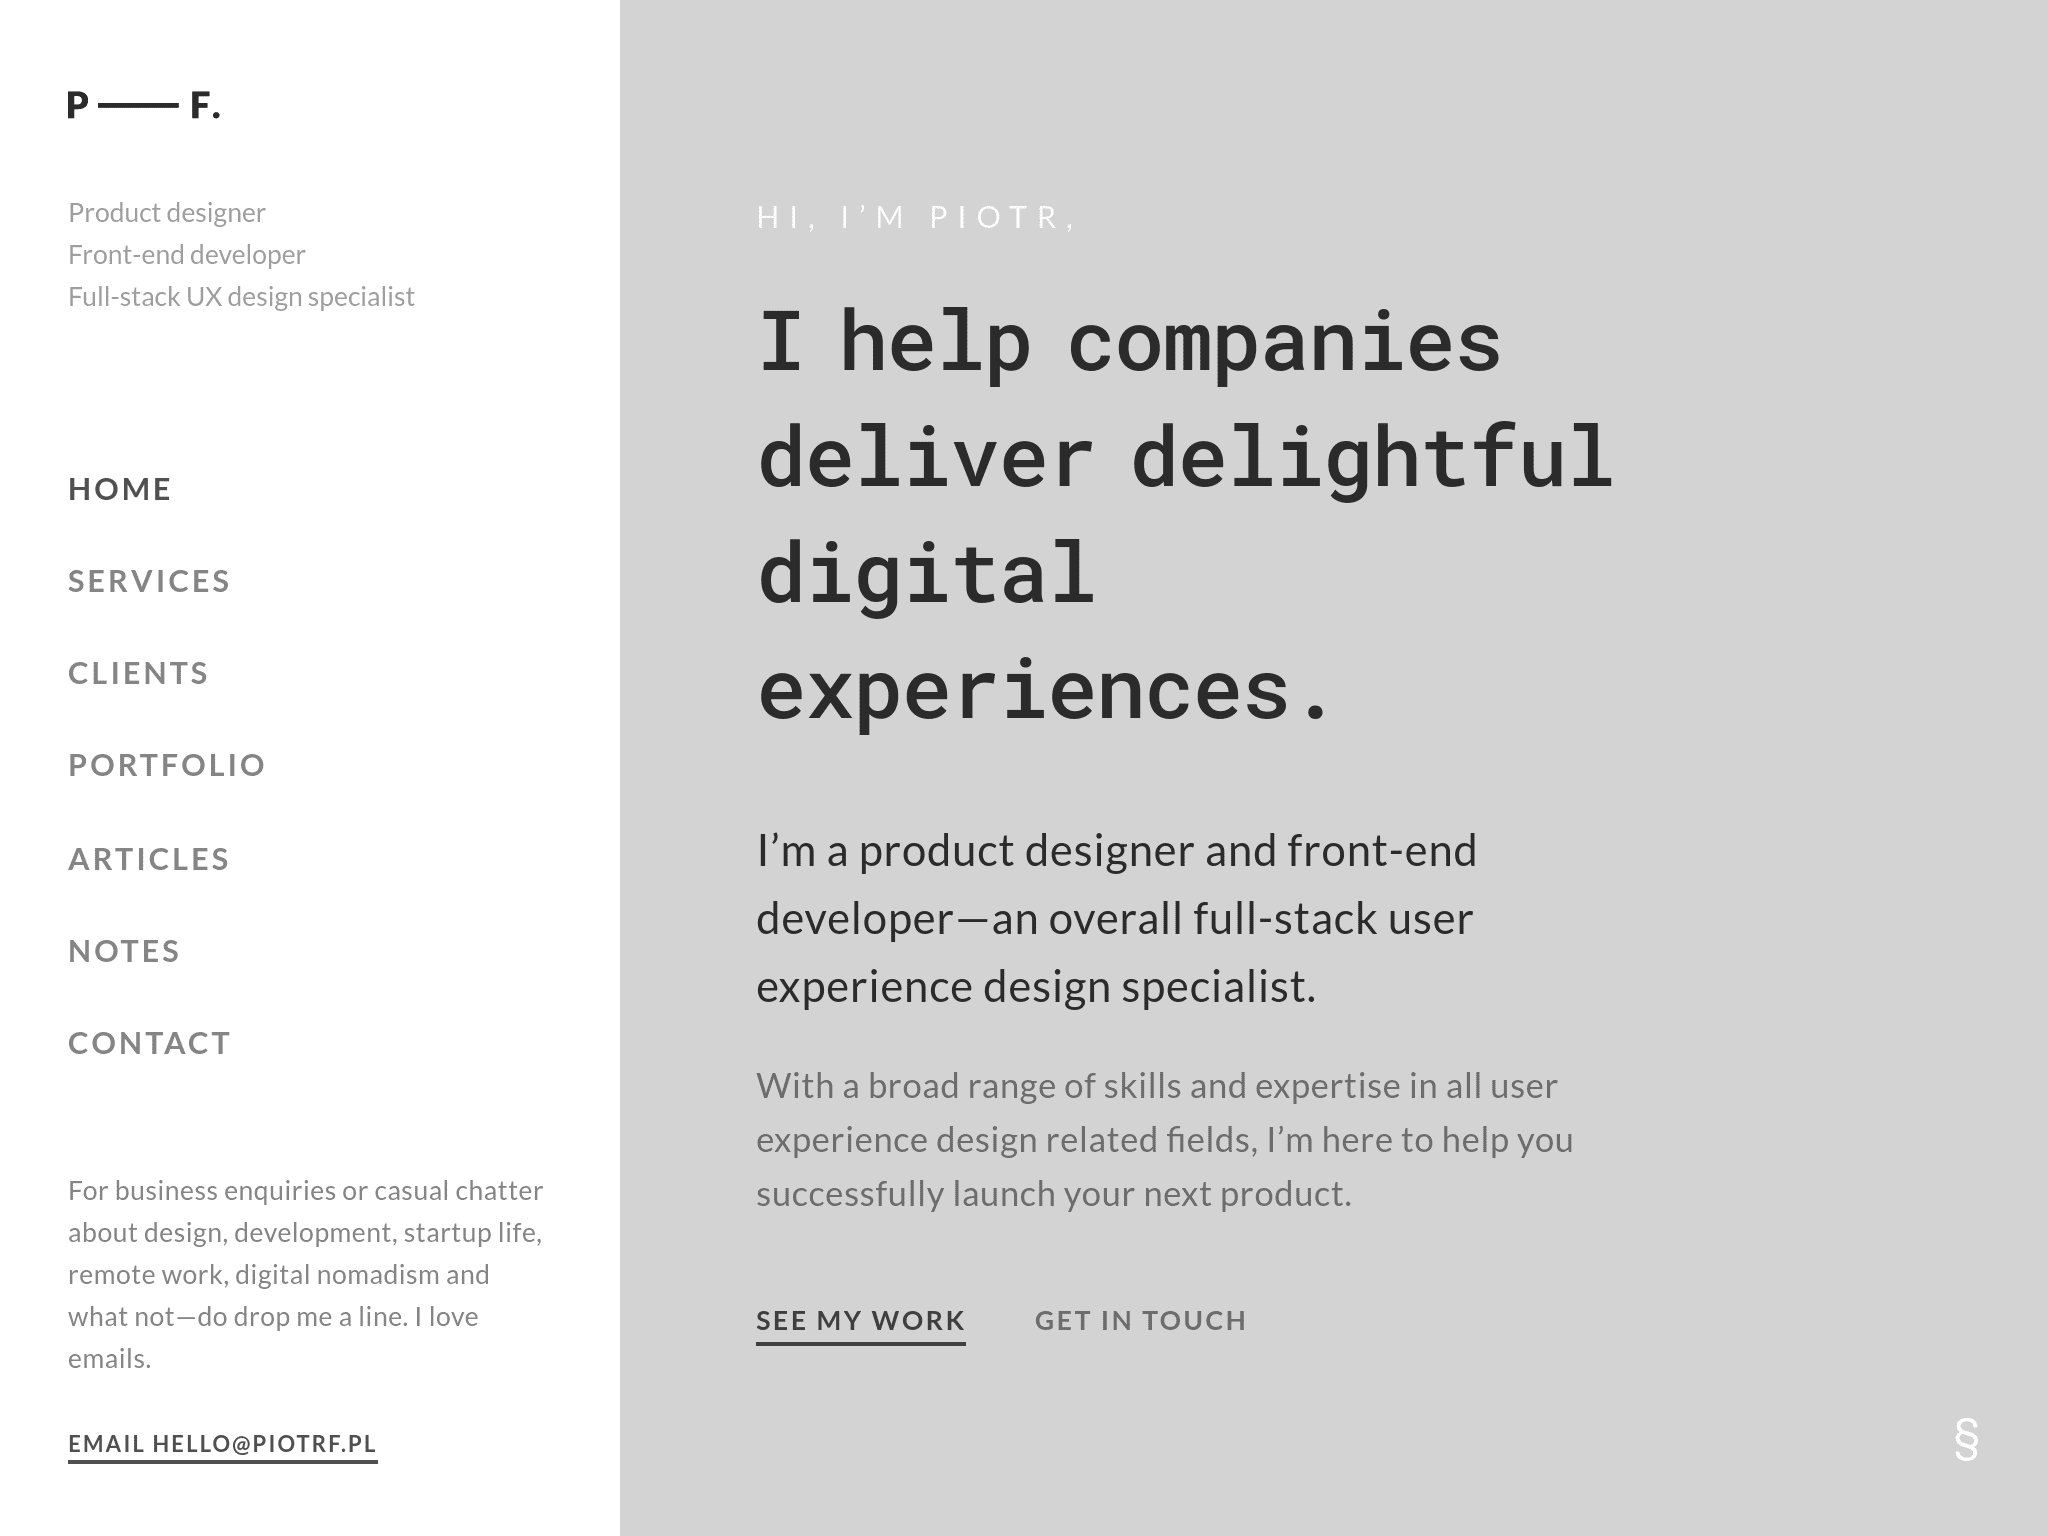 P — F.
Product designer
Front-end developer
Full-stack UX design specialist
HOME
SERVICES
CLIENTS
PORTFOLIO
ARTICLES
NOTES
CONTACT
For business enquiries or casual chatter
about design, development, startup life,
remote work, digital nomadism and
what not—do drop me a line. I love
emails.
EMAIL HELLO@PIOTRF.PL
HI, I’M PIOTR,
I help companies
deliver delightful
digital
experiences.
I’m a product designer and front-end
developer—an overall full-stack user
experience design specialist.
With a broad range of skills and expertise in all user
experience design related fields, I’m here to help you
successfully launch your next product.
SEE MY WORK GET IN TOUCH
§